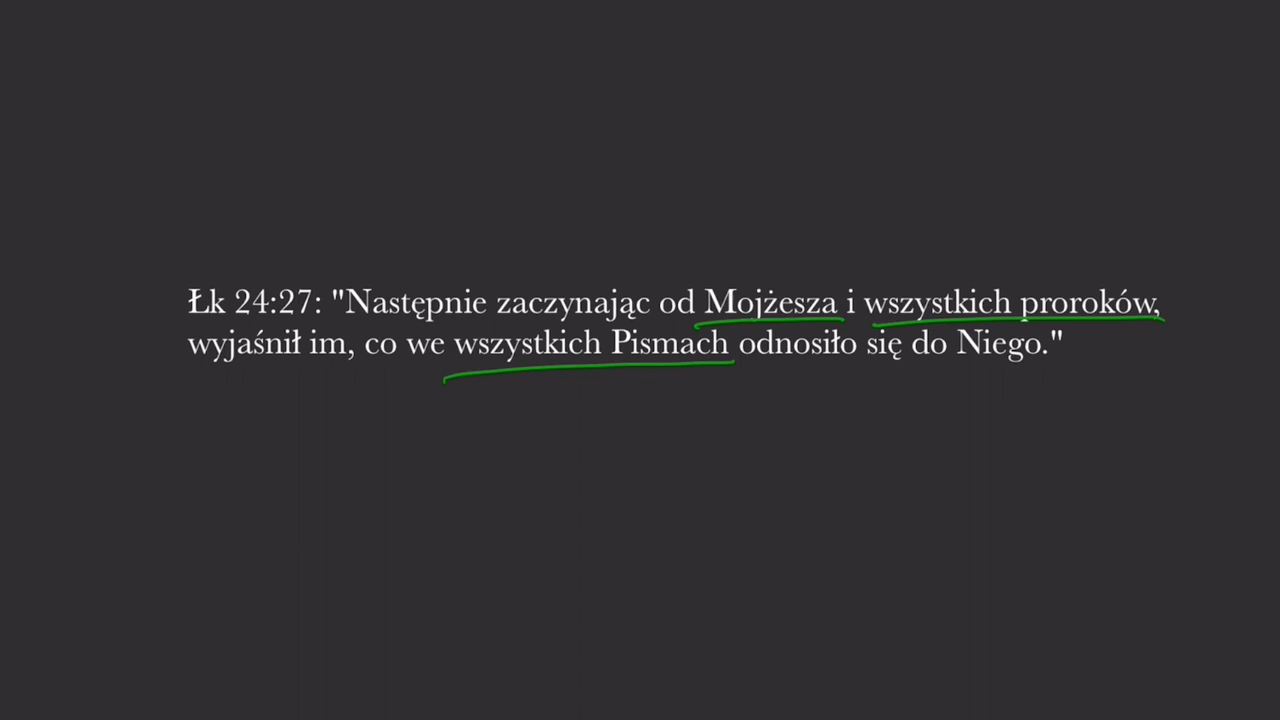 Łk 24:27: "Następnie zaczynając od Mojżesza i wszystkich proroków,
wyjaśnił im, co we wszystkich Pismach odnosiło się do Niego."